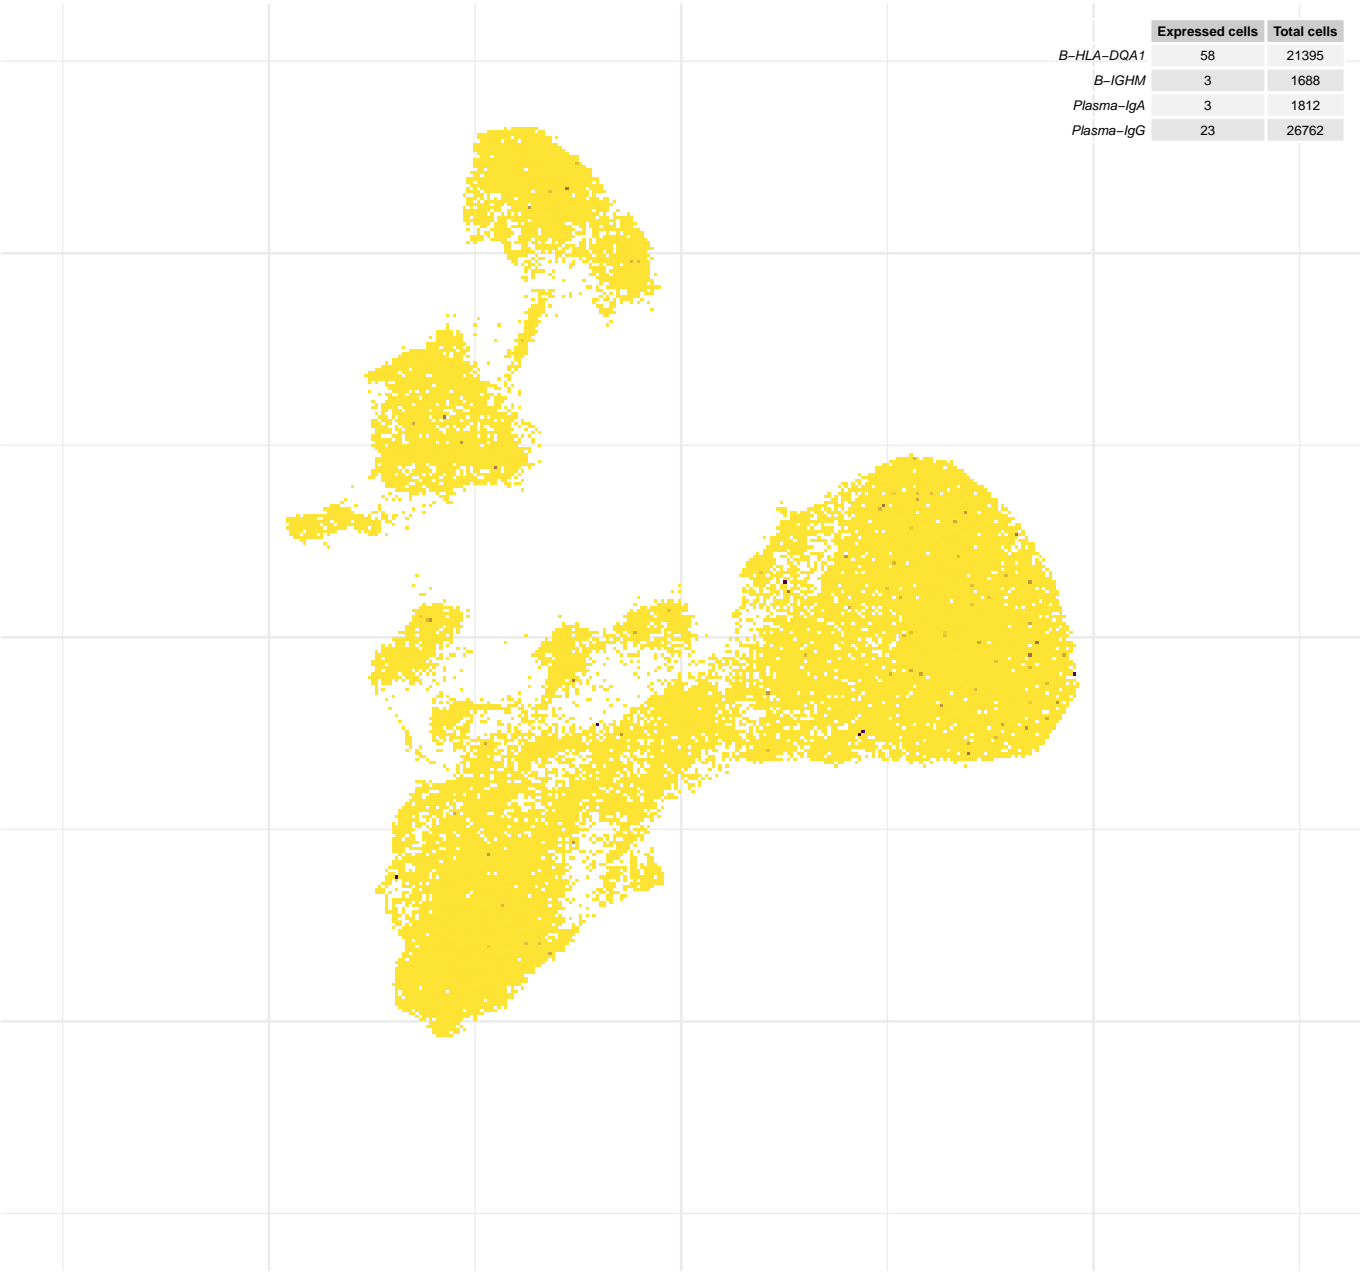 Expressed cells Total cells
B−HLA−DQA1 58 21395
B−IGHM 3 1688
Plasma−IgA 3 1812
Plasma−IgG 23 26762